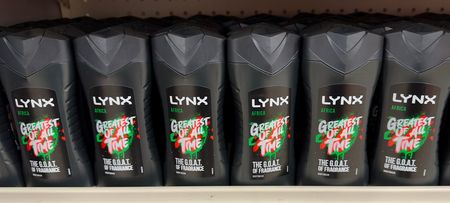 LYNX
AFRICA
GREATEST
OF ALL
TIME
THE G.O.A.T.
OF FRAGRANCE
LYNX
AFRICA
GREATEST
OF ALL
TIME
THE G.O.A.T.
OF FRAGRANCE
LYNX
AFRICA
GREATEST
OF ALL
TIME
THE G.O.A.T.
OF FRAGRANCE
LYNX
AFRICA
GREATEST
OF ALL
TIME
THE G.O.A.T.
OF FRAGRANCE
LYNX
AFRICA
GREATEST
OF ALL
TIME
THE G.O.A.T.
OF FRAGRANCE
LYNX
AFRICA
GREATEST
OF ALL
TIME
THE G.O.A.T.
OF FRAGRANCE